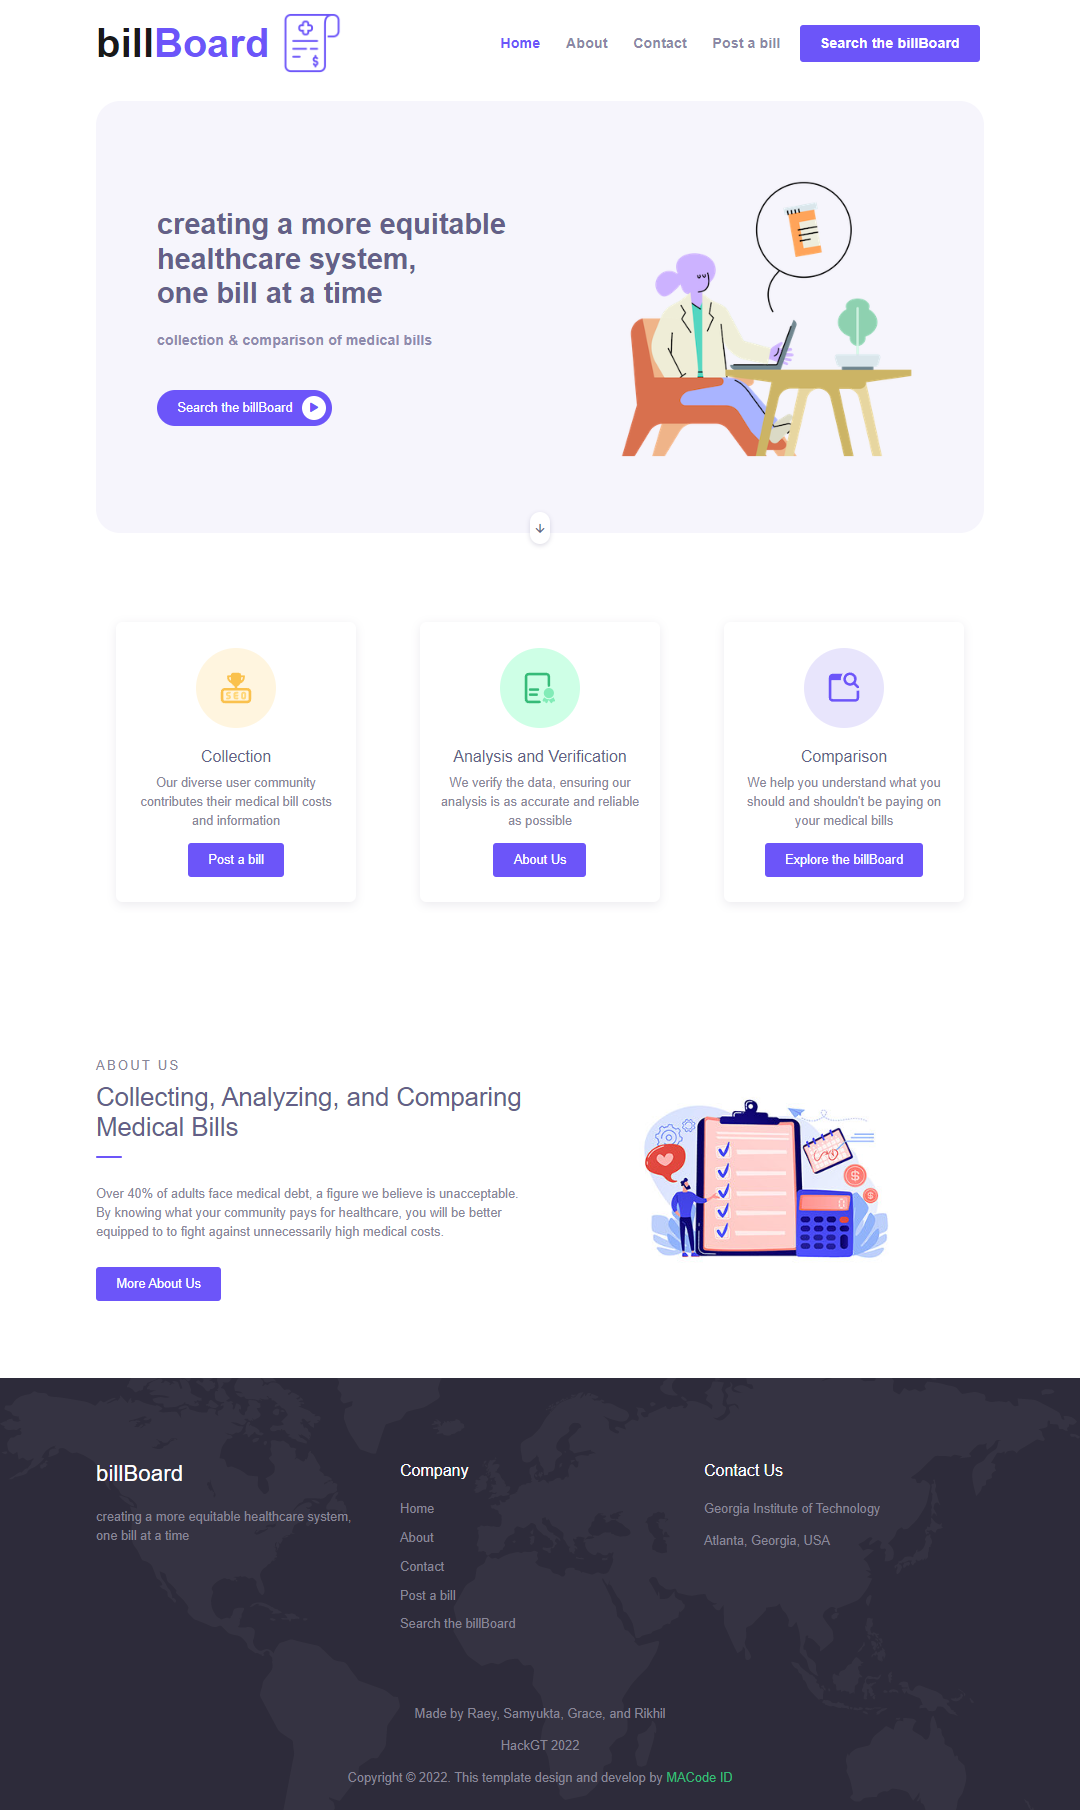 billBoard
Home About Contact Post a bill Search the billBoard
creating a more equitable
healthcare system,
one bill at a time
collection & comparison of medical bills
Search the billBoard
Collection
Our diverse user community
contributes their medical bill costs
and information
Post a bill
Analysis and Verification
We verify the data, ensuring our
analysis is as accurate and reliable
as possible
About Us
Comparison
We help you understand what you
should and shouldn't be paying on
your medical bills
Explore the billBoard
ABOUT US
Collecting, Analyzing, and Comparing
Medical Bills
Over 40% of adults face medical debt, a figure we believe is unacceptable.
By knowing what your community pays for healthcare, you will be better
equipped to to fight against unnecessarily high medical costs.
More About Us
billBoard
creating a more equitable healthcare system,
one bill at a time
Company
Home
About
Contact
Post a bill
Search the billBoard
Contact Us
Georgia Institute of Technology
Atlanta, Georgia, USA
Made by Raey, Samyukta, Grace, and Rikhil
HackGT 2022
Copyright © 2022. This template design and develop by MACode ID